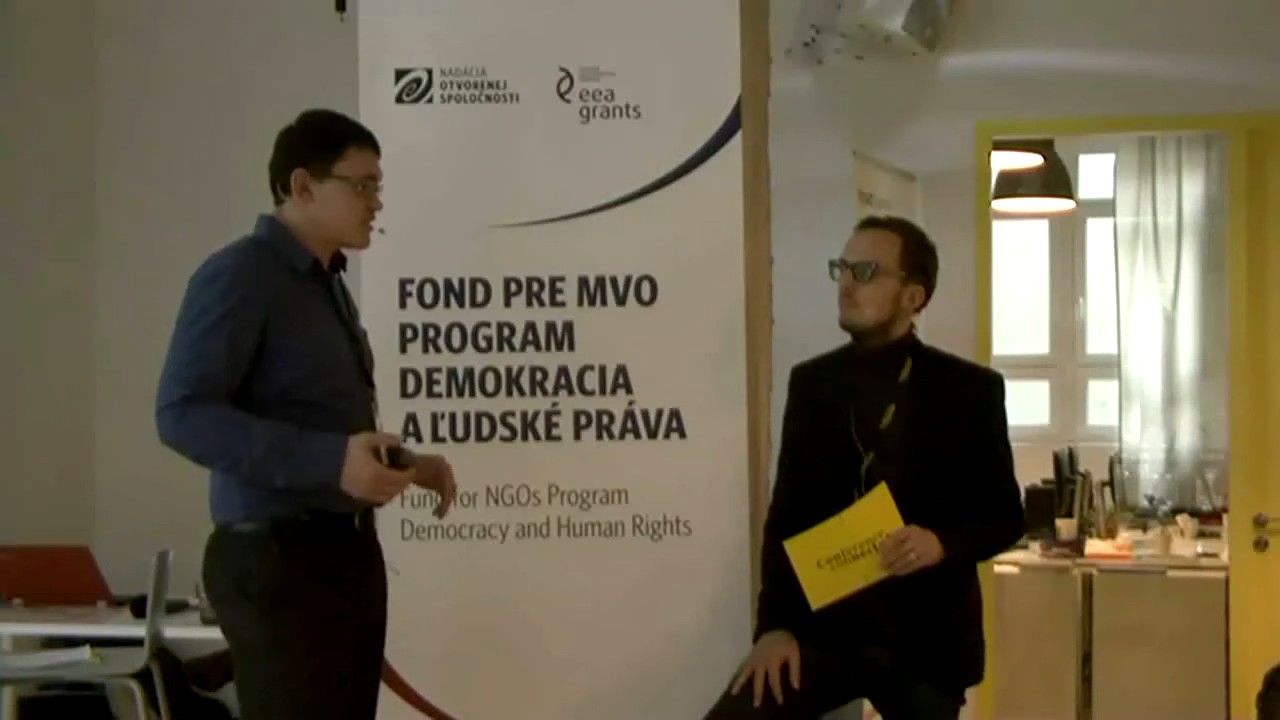 NADÁCIA
OTVORENEJ
SPOLOČNOSTI
eea
grants
FOND PRE MVO
PROGRAM
DEMOKRACIA
A ĽUDSKÉ PRÁVA
Fund for NGOs Program
Democracy and Human Rights
Conference